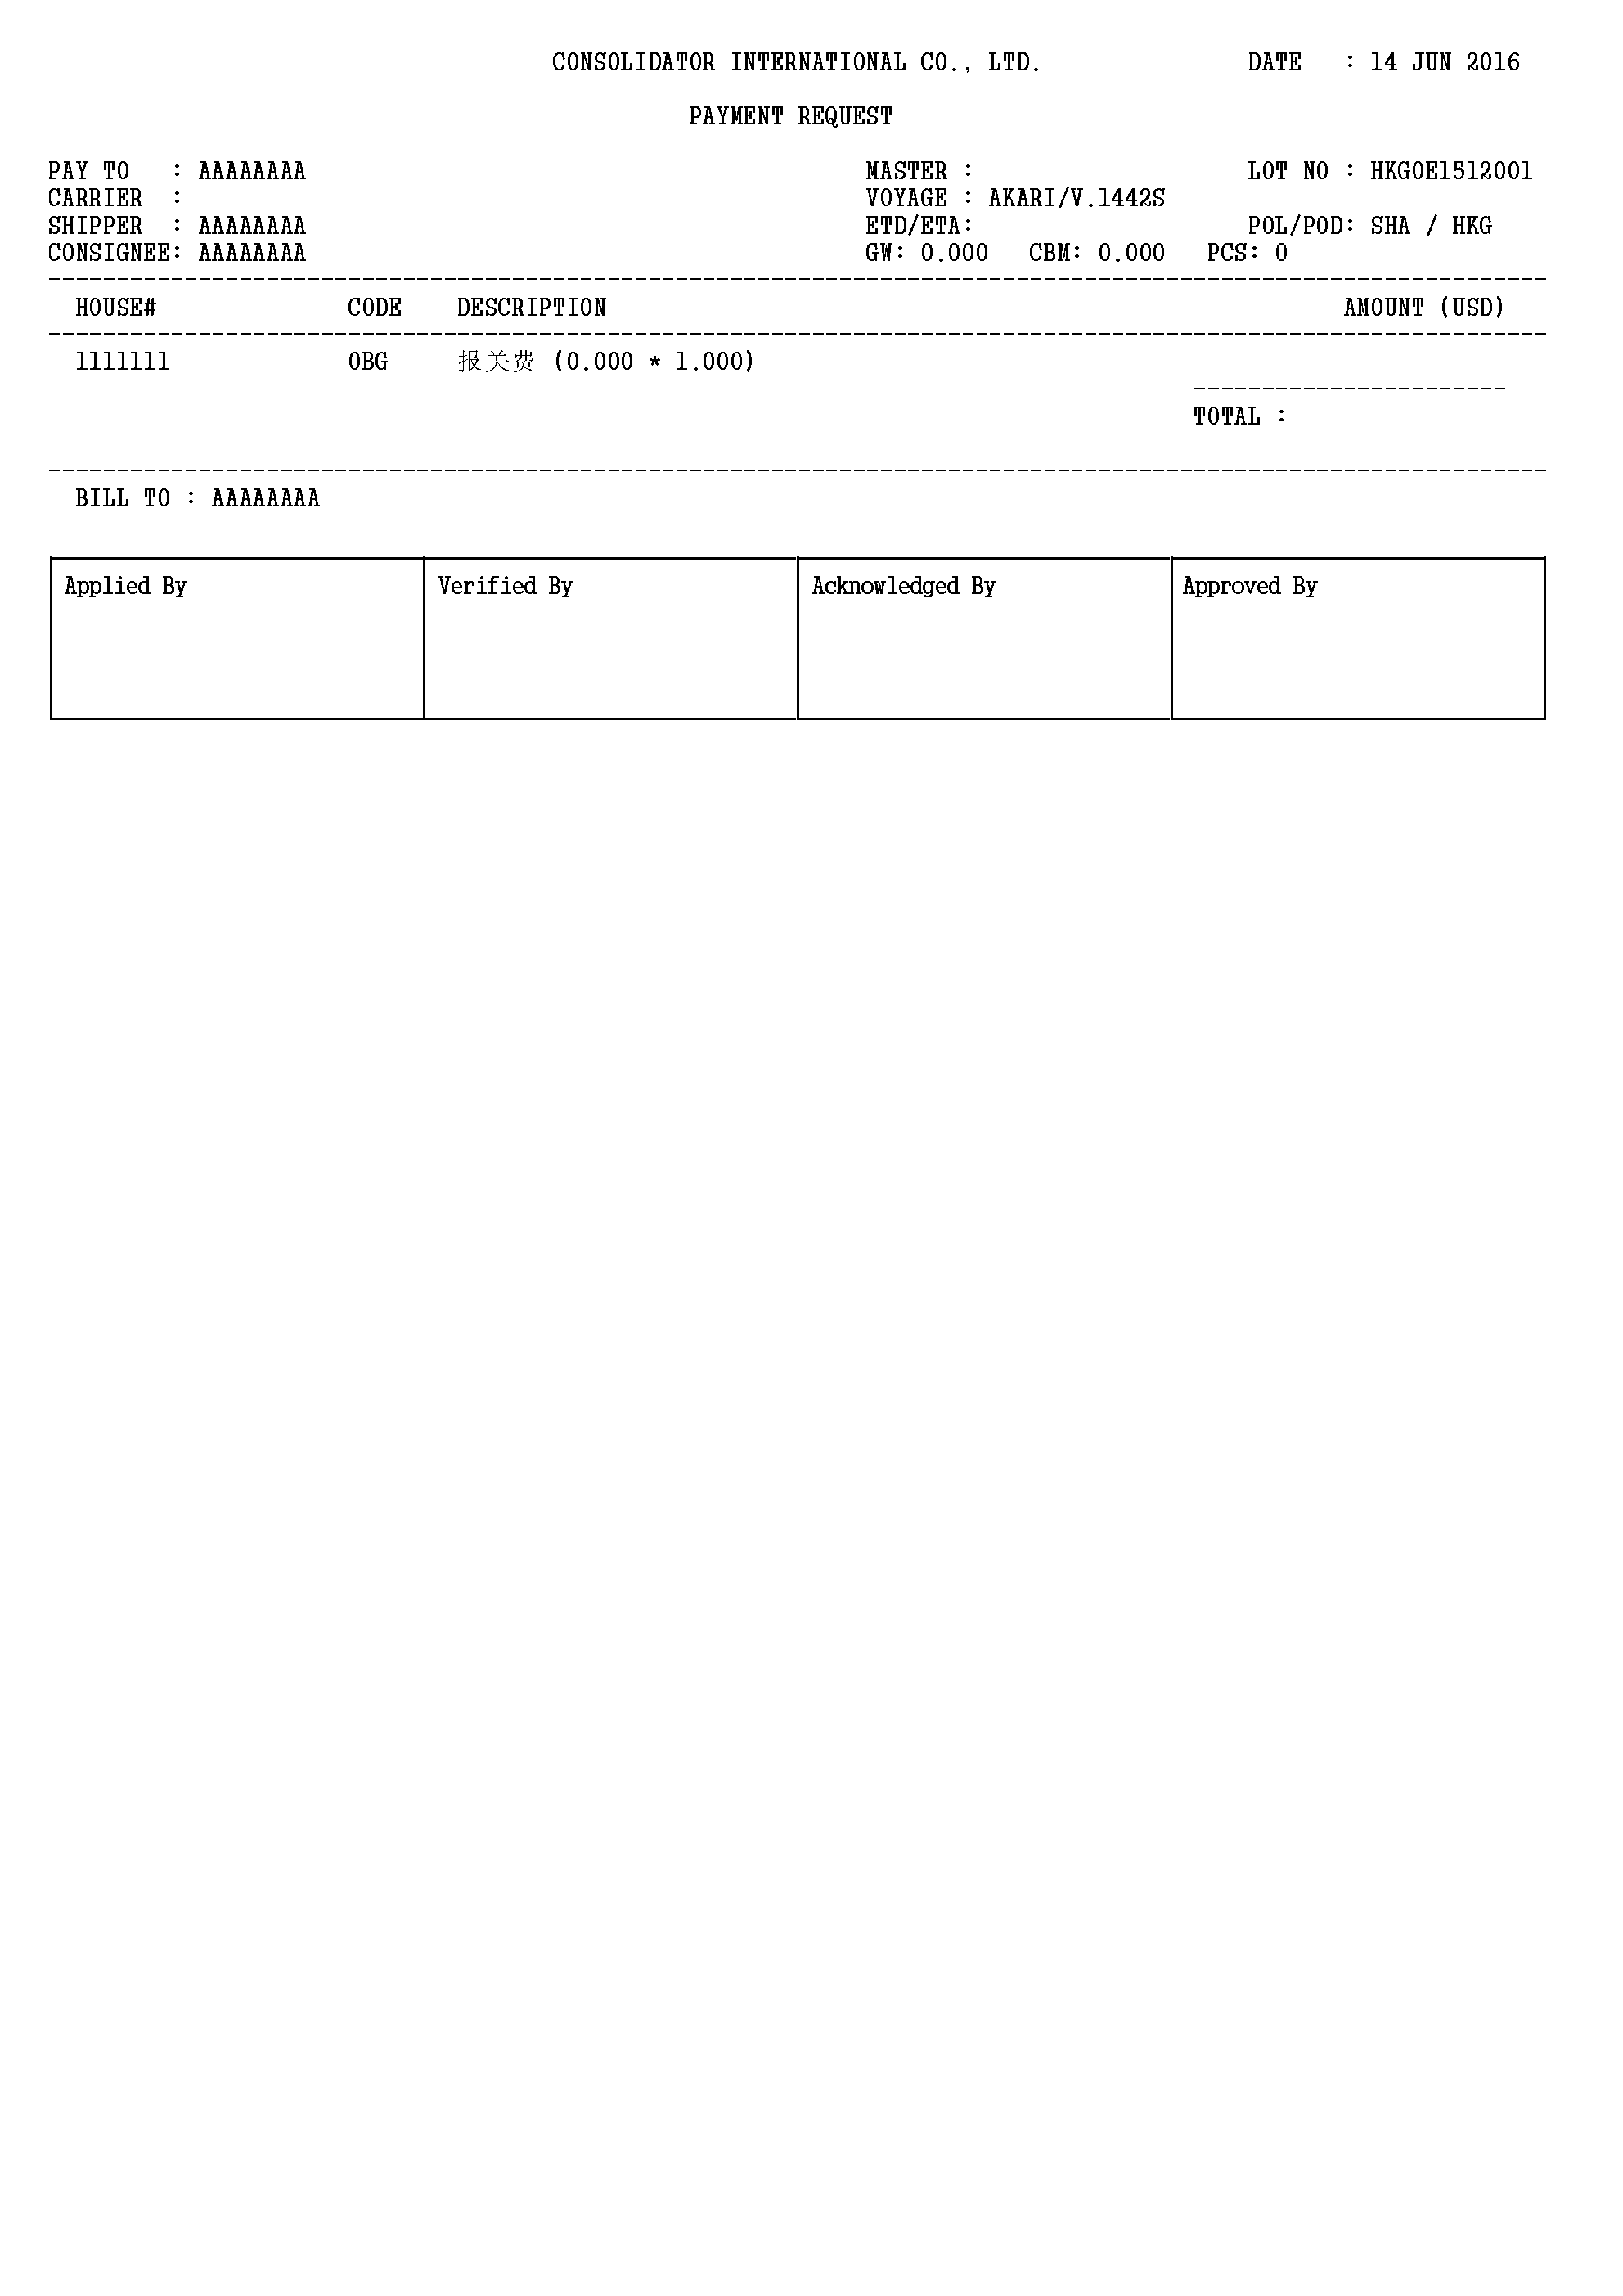 CONSOLIDATOR INTERNATIONAL CO., LTD. DATE : 14 JUN 2016
PAYMENT REQUEST
PAY TO : AAAAAAAA MASTER : LOT NO : HKGOE1512001
CARRIER : VOYAGE : AKARI/V.1442S
SHIPPER : AAAAAAAA ETD/ETA: POL/POD: SHA / HKG
CONSIGNEE: AAAAAAAA GW: 0.000 CBM: 0.000 PCS: 0
HOUSE# CODE DESCRIPTION AMOUNT (USD)
1111111 OBG 报关费 (0.000 * 1.000)
TOTAL :
BILL TO : AAAAAAAA
Applied By Verified By Acknowledged By Approved By